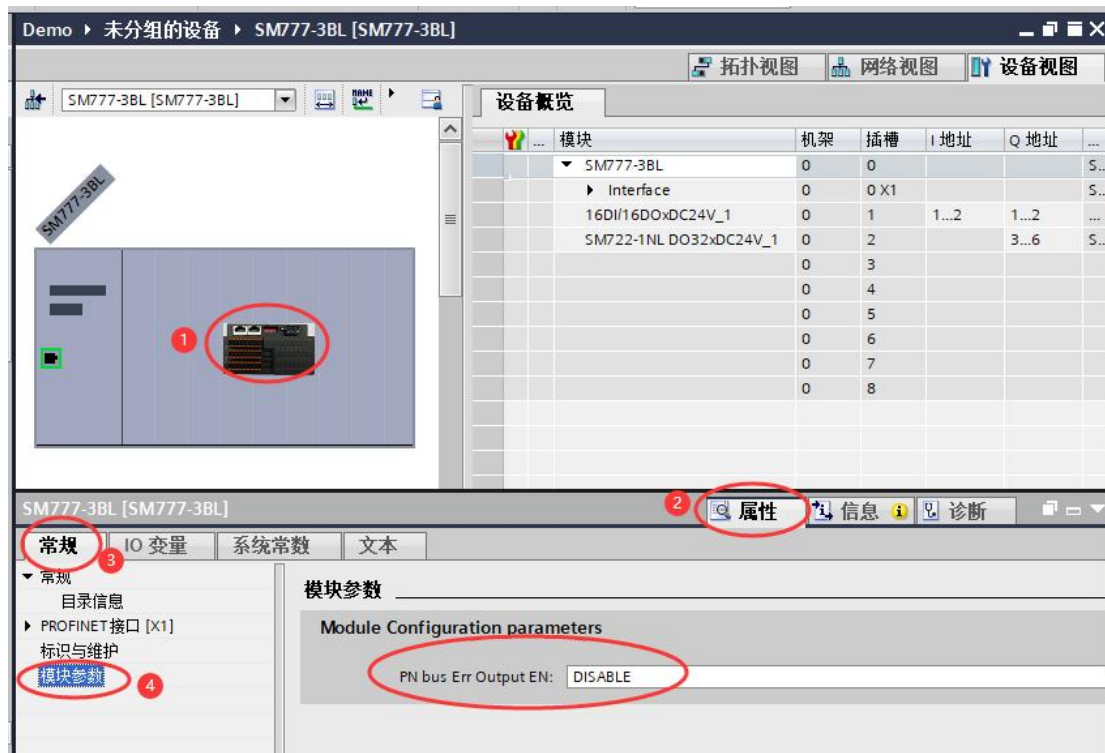 Demo ▸ 未分组的设备 ▸ SM777-3BL [SM777-3BL]
拓扑视图 网络视图 设备视图
SM777-3BL [SM777-3BL]
设备概览
... 模块 机架 插槽 I 地址 Q 地址 ...
SM777-3BL 0 0 S..
Interface 0 0 X1 S..
16DI/16DOxDC24V_1 0 1 1...2 1...2 ...
SM722-1NL DO32xDC24V_1 0 2 3...6 S..
0 3
0 4
0 5
0 6
0 7
0 8
SM777-3BL
1
SM777-3BL [SM777-3BL]
2 属性 信息 诊断
常规 IO 变量 系统常数 文本
3
常规
目录信息
PROFINET接口 [X1]
标识与维护
模块参数
4
模块参数
Module Configuration parameters
PN bus Err Output EN: DISABLE